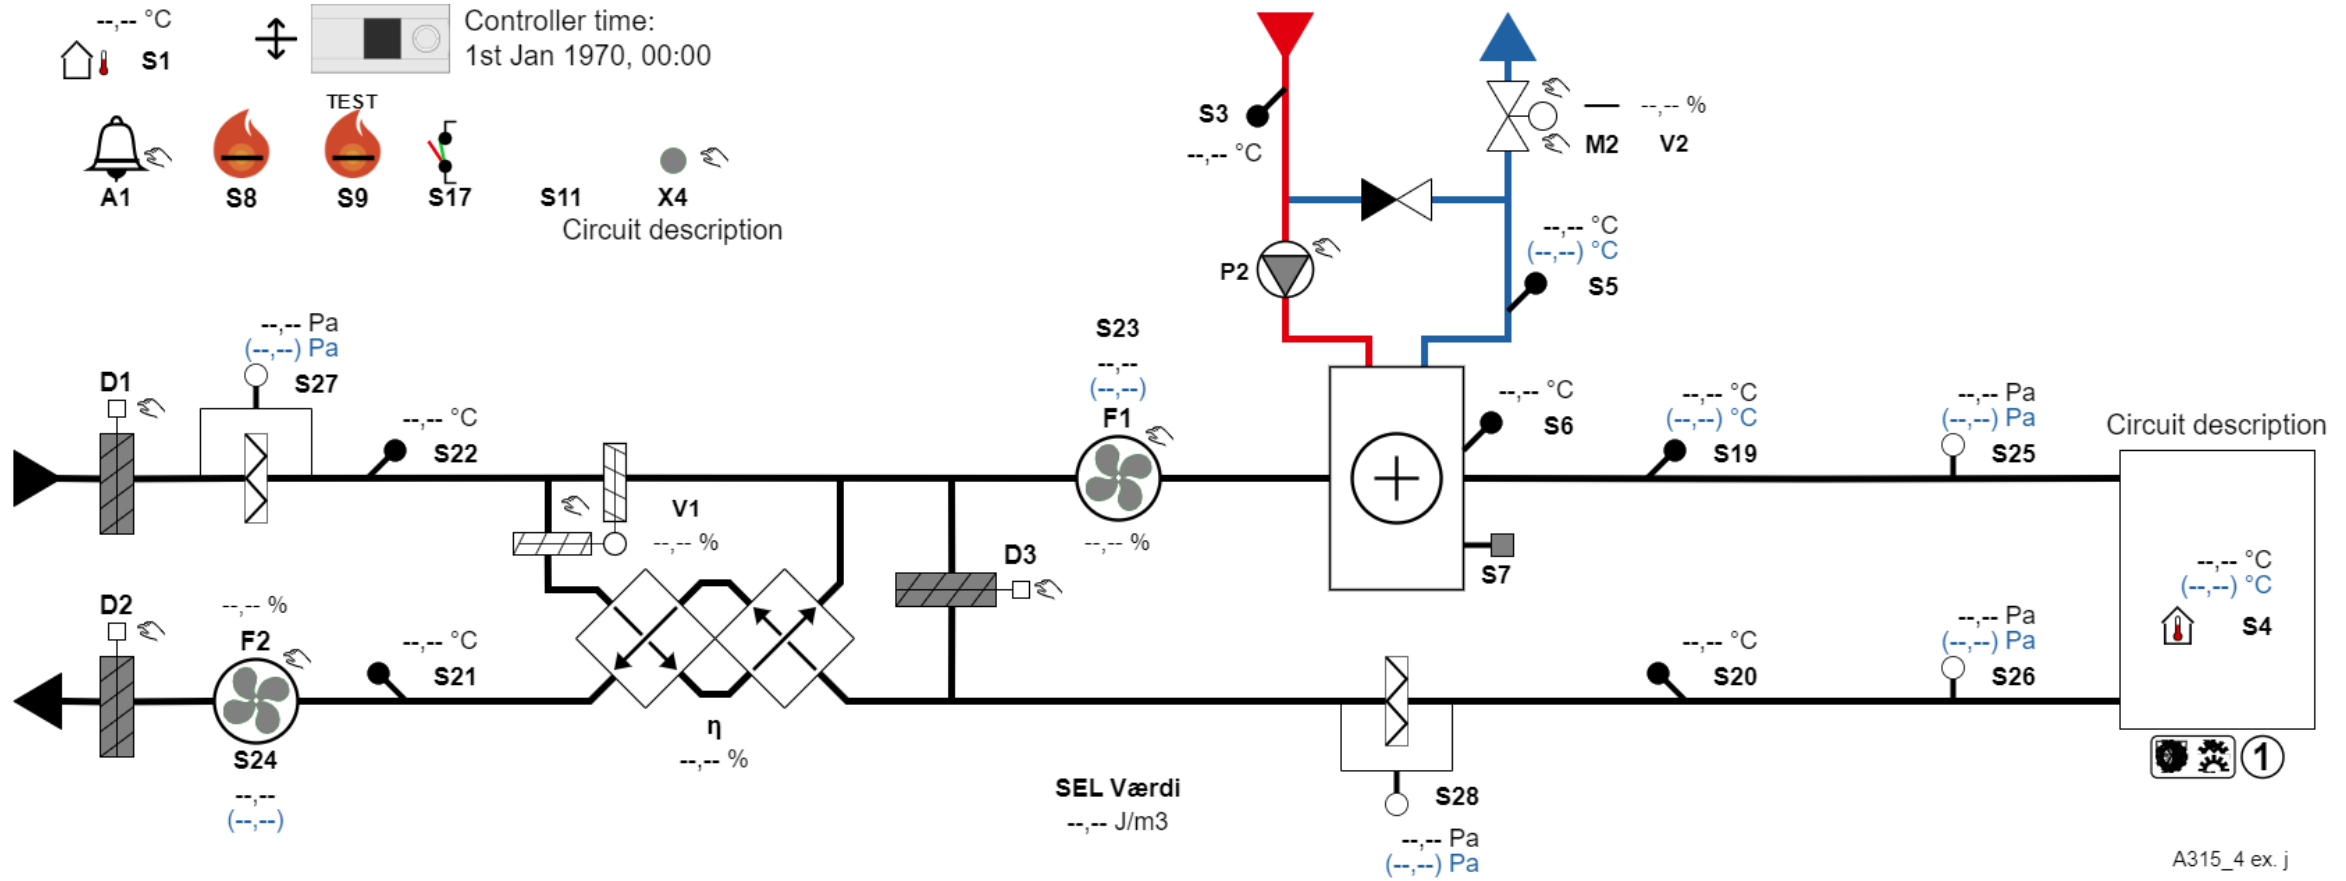 --,-- °C
S1
Controller time:
1st Jan 1970, 00:00
TEST
A1
S8
S9
S17
S11
X4
Circuit description
S3
--,-- °C
--,-- %
M2
V2
--,-- °C
(--,--) °C
S5
P2
S23
--,--
(--,--)
F1
--,-- %
--,-- Pa
(--,--) Pa
S27
D1
--,-- °C
S22
V1
--,-- %
D3
--,-- °C
S6
S7
--,-- °C
(--,--) °C
S19
--,-- Pa
(--,--) Pa
S25
Circuit description
--,-- °C
(--,--) °C
S4
D2
--,-- %
F2
S24
--,--
(--,--)
--,-- °C
S21
η
--,-- %
SEL Værdi
--,-- J/m3
S28
--,-- Pa
(--,--) Pa
--,-- °C
S20
--,-- Pa
(--,--) Pa
S26
1
A315_4 ex. j